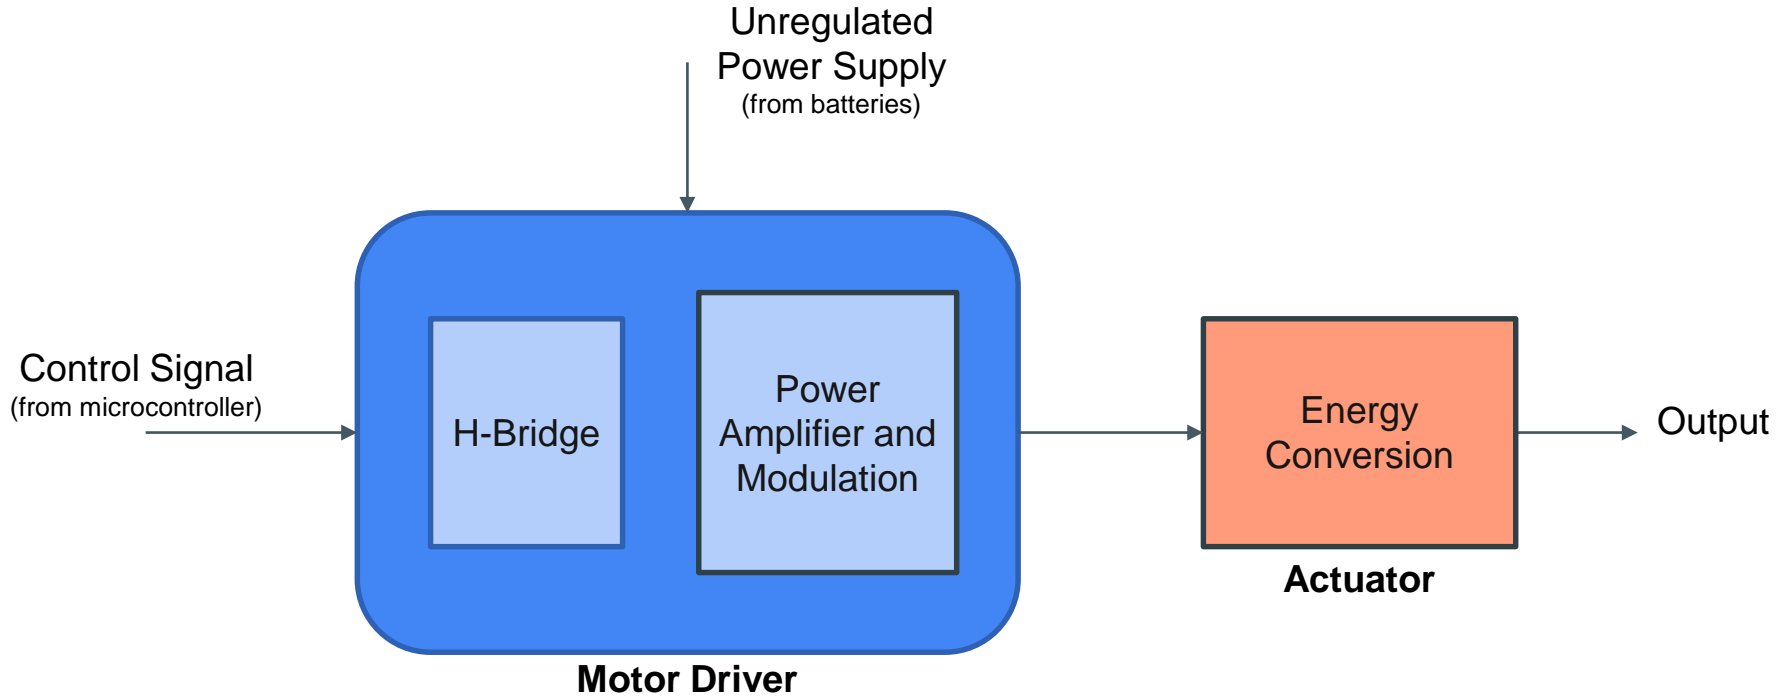 Unregulated
Power Supply
(from batteries)
Control Signal
(from microcontroller)
H-Bridge
Power
Amplifier and
Modulation
Energy
Conversion
Output
Actuator
Motor Driver